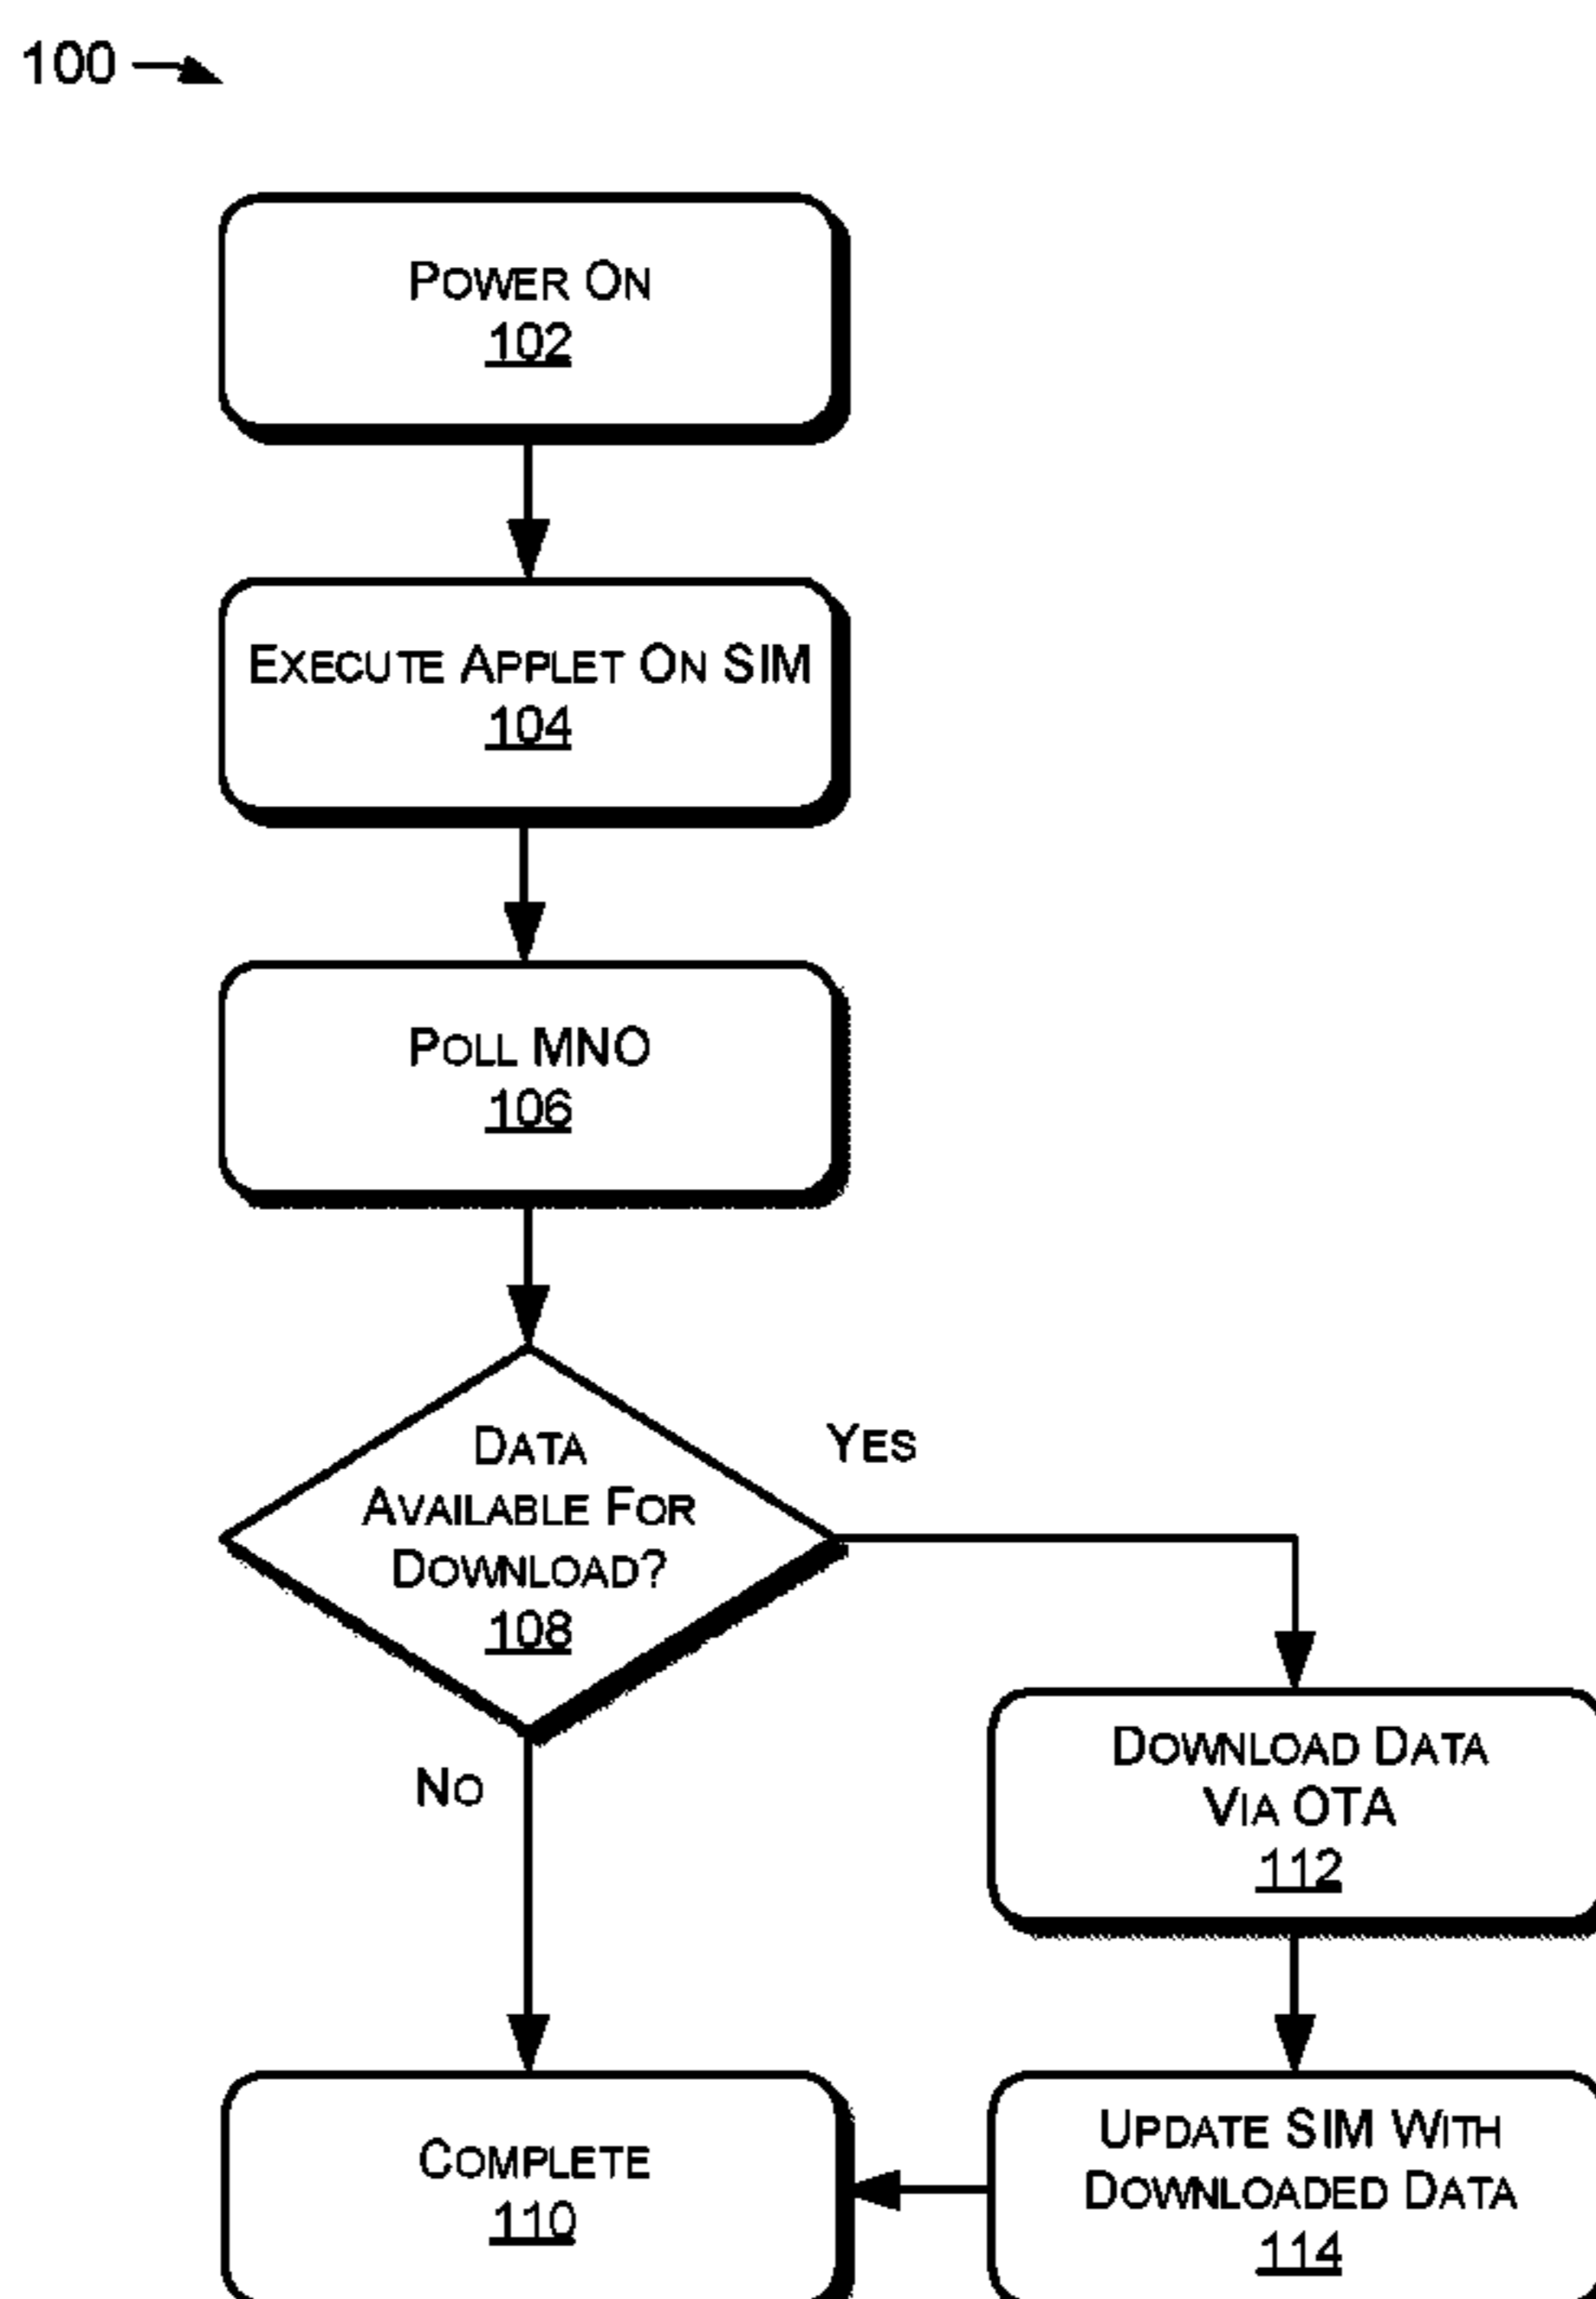 100
POWER ON
102
EXECUTE APPLET ON SIM
104
POLL MNO
106
DATA
AVAILABLE FOR
DOWNLOAD?
108
YES
NO
DOWNLOAD DATA
VIA OTA
112
COMPLETE
110
UPDATE SIM WITH
DOWNLOADED DATA
114